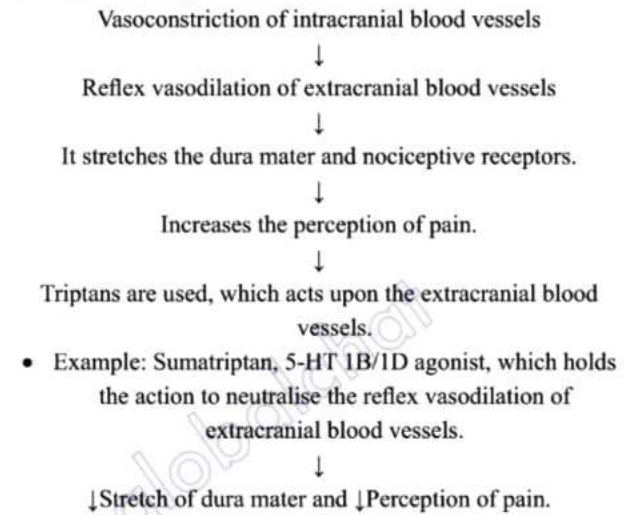 Vasoconstriction of intracranial blood vessels
↓
Reflex vasodilation of extracranial blood vessels
↓
It stretches the dura mater and nociceptive receptors.
↓
Increases the perception of pain.
↓
Triptans are used, which acts upon the extracranial blood
vessels.
• Example: Sumatriptan, 5-HT 1B/1D agonist, which holds
the action to neutralise the reflex vasodilation of
extracranial blood vessels.
↓
↓Stretch of dura mater and ↓Perception of pain.